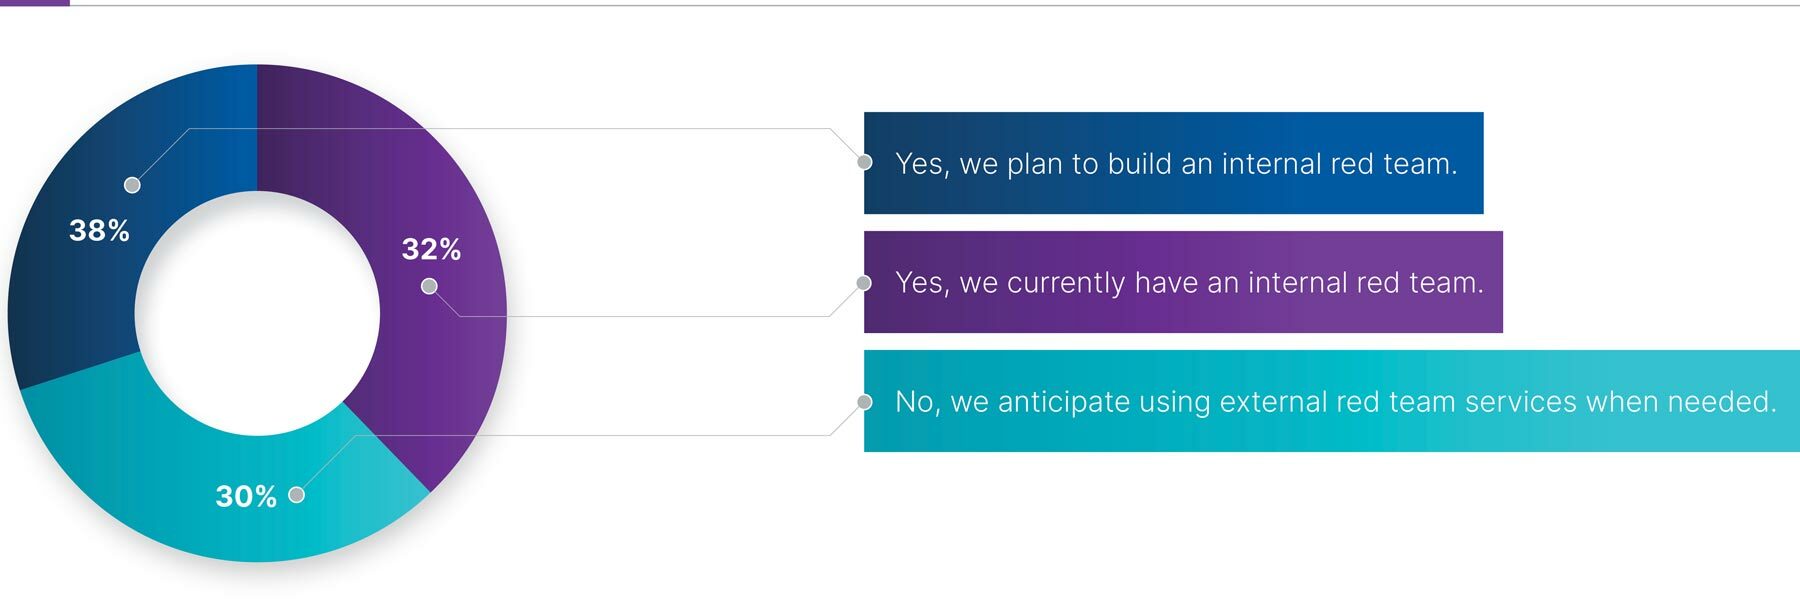 38%
32%
30%
Yes, we plan to build an internal red team.
Yes, we currently have an internal red team.
No, we anticipate using external red team services when needed.